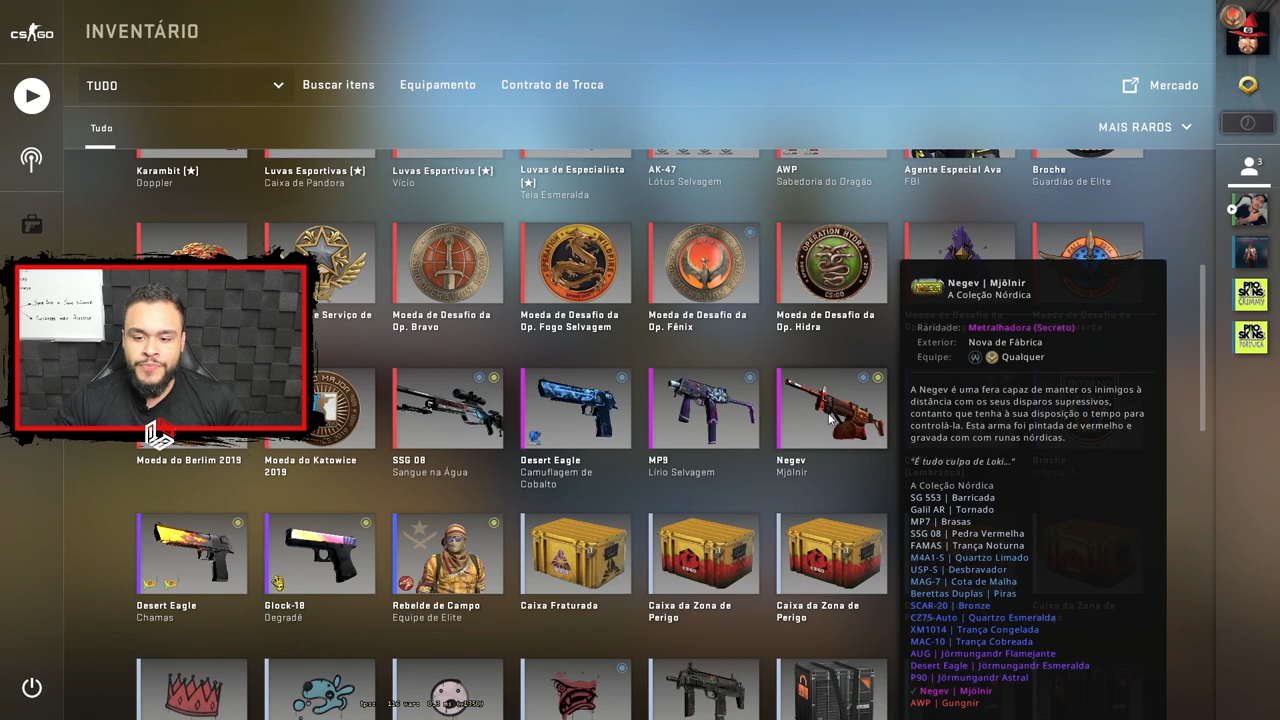 CS GO
INVENTÁRIO
TUDO
Buscar itens
Equipamento
Contrato de Troca
Mercado
Tudo
MAIS RAROS
Karambit (★)
Doppler
Luvas Esportivas (★)
Caixa de Pandora
Luvas Esportivas (★)
Vício
Luvas de Especialista
(★)
Teia Esmeralda
AK-47
Lótus Selvagem
AWP
Sabedoria do Dragão
Agente Especial Ava
FBI
Broche
Guardião de Elite
3
e Serviço de
Moeda de Desafio da
Op. Bravo
Moeda de Desafio da
Op. Fogo Selvagem
Moeda de Desafio da
Op. Fênix
Moeda de Desafio da
Op. Hidra
Moeda do Berlim 2019
Moeda do Katowice
2019
SSG 08
Sangue na Água
Desert Eagle
Camuflagem de
Cobalto
MP9
Lírio Selvagem
Negev
Mjölnir
Desert Eagle
Chamas
Glock-18
Degradê
Rebelde de Campo
Equipe de Elite
Caixa Fraturada
Caixa da Zona de
Perigo
Caixa da Zona de
Perigo
Negev | Mjölnir
A Coleção Nórdica
Raridade: Metralhadora (Secreto)
Exterior: Nova de Fábrica
Equipe: Qualquer
A Negev é uma fera capaz de manter os inimigos à
distância com os seus disparos supressivos,
contanto que tenha à sua disposição o tempo para
controlá-la. Esta arma foi pintada de vermelho e
gravada com com runas nórdicas.
"É tudo culpa de Loki..."
A Coleção Nórdica
SG 553 | Barricada
Galil AR | Tornado
MP7 | Brasas
SSG 08 | Pedra Vermelha
FAMAS | Trança Noturna
M4A1-S | Quartzo Limado
USP-S | Desbravador
MAG-7 | Cota de Malha
Berettas Duplas | Piras
SCAR-20 | Bronze
CZ75-Auto | Quartzo Esmeralda
XM1014 | Trança Congelada
MAC-10 | Trança Cobreada
AUG | Jörmungandr Flamejante
Desert Eagle | Jörmungandr Esmeralda
P90 | Jörmungandr Astral
✓ Negev | Mjölnir
AWP | Gungnir